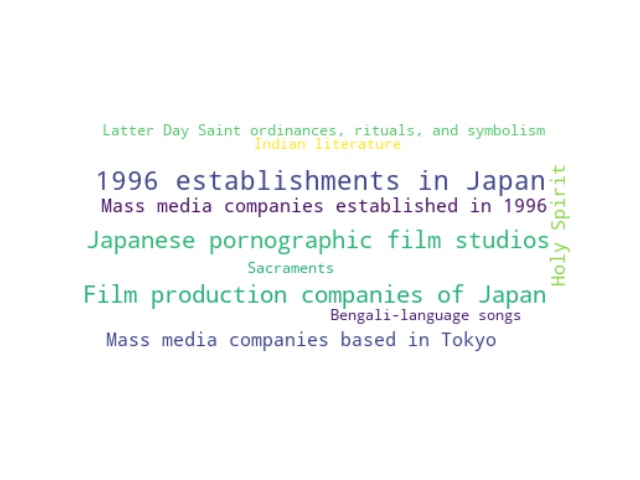 Latter Day Saint ordinances, rituals, and symbolism
Indian literature
1996 establishments in Japan
Mass media companies established in 1996
Holy Spirit
Japanese pornographic film studios
Sacraments
Film production companies of Japan
Bengali-language songs
Mass media companies based in Tokyo